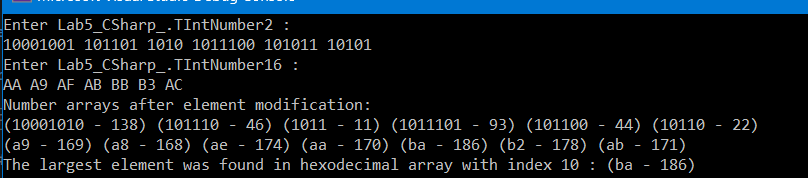 Enter Lab5_CSharp_.TIntNumber2 :
10001001 101101 1010 1011100 101011 10101
Enter Lab5_CSharp_.TIntNumber16 :
AA A9 AF AB BB B3 AC
Number arrays after element modification:
(10001010 - 138) (101110 - 46) (1011 - 11) (1011101 - 93) (101100 - 44) (10110 - 22)
(a9 - 169) (a8 - 168) (ae - 174) (aa - 170) (ba - 186) (b2 - 178) (ab - 171)
The largest element was found in hexodecimal array with index 10 : (ba - 186)